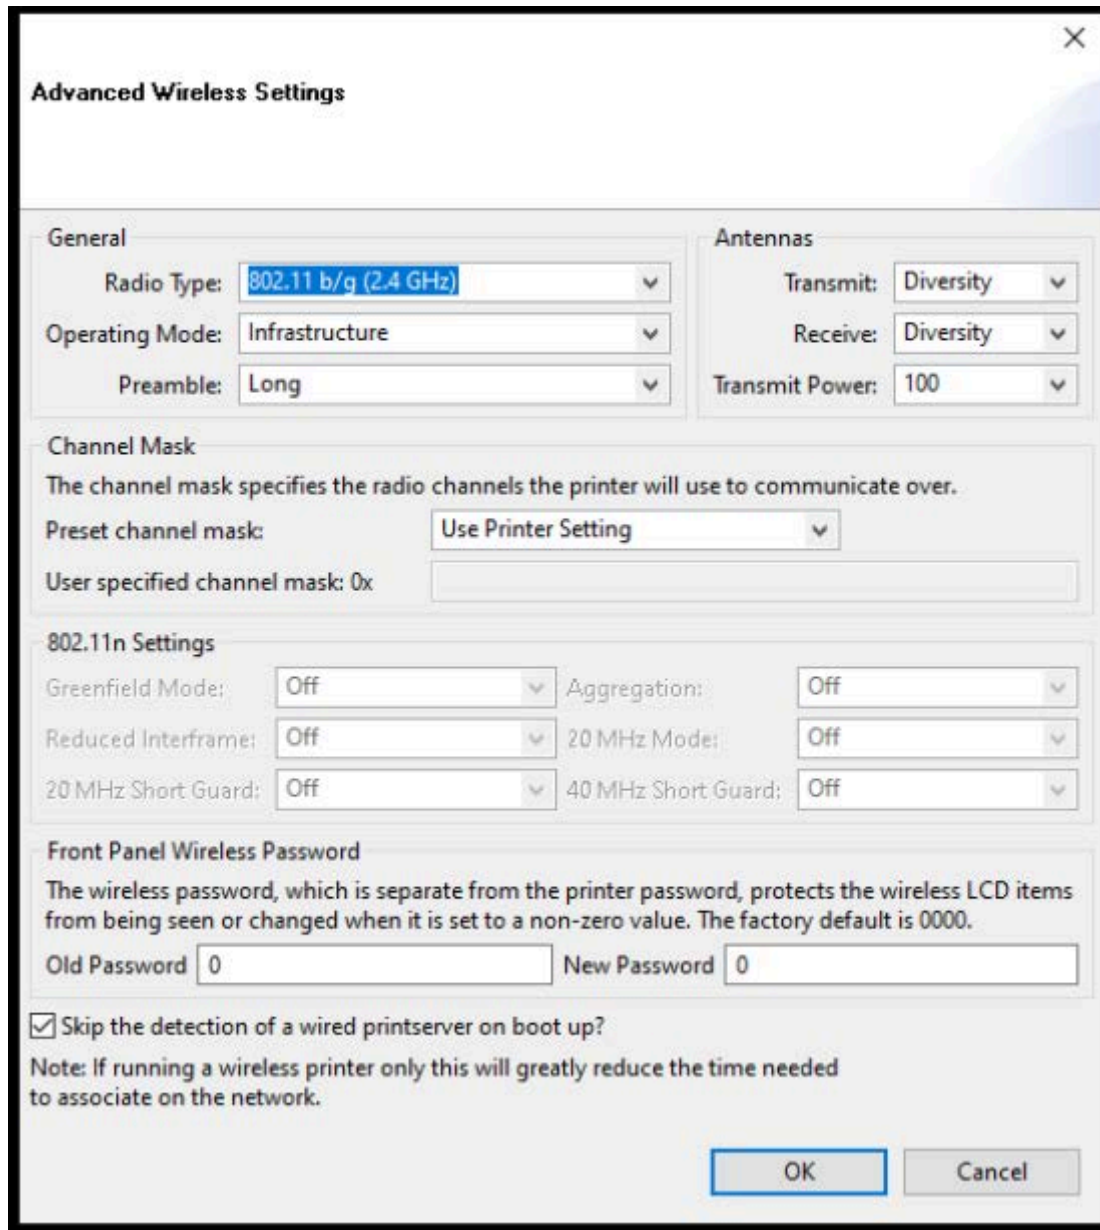 Advanced Wireless Settings
General
Radio Type: 802.11 b/g (2.4 GHz)
Operating Mode: Infrastructure
Preamble: Long
Antennas
Transmit: Diversity
Receive: Diversity
Transmit Power: 100
Channel Mask
The channel mask specifies the radio channels the printer will use to communicate over.
Preset channel mask: Use Printer Setting
User specified channel mask: 0x
802.11n Settings
Greenfield Mode: Off Aggregation: Off
Reduced Interframe: Off 20 MHz Mode: Off
20 MHz Short Guard: Off 40 MHz Short Guard: Off
Front Panel Wireless Password
The wireless password, which is separate from the printer password, protects the wireless LCD items
from being seen or changed when it is set to a non-zero value. The factory default is 0000.
Old Password 0 New Password 0
Skip the detection of a wired printserver on boot up?
Note: If running a wireless printer only this will greatly reduce the time needed
to associate on the network.
OK Cancel